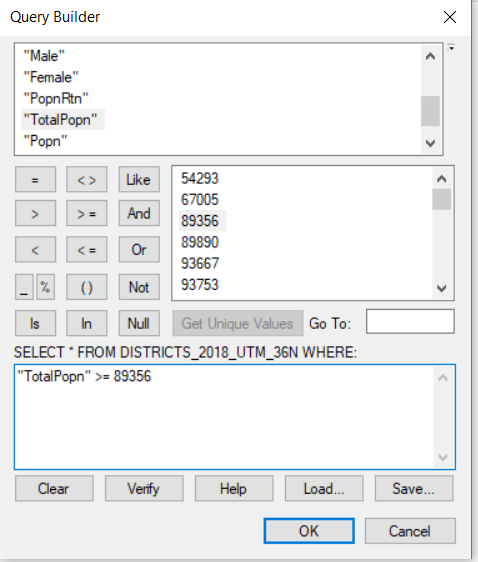 Query Builder
"Male"
"Female"
"PopnRtn"
"TotalPopn"
"Popn"
= < > Like
> > = And
< < = Or
_ % ( ) Not
Is In Null
54293
67005
89356
89890
93667
93753
Get Unique Values Go To:
SELECT * FROM DISTRICTS_2018_UTM_36N WHERE:
"TotalPopn" >= 89356
Clear Verify Help Load... Save...
OK Cancel